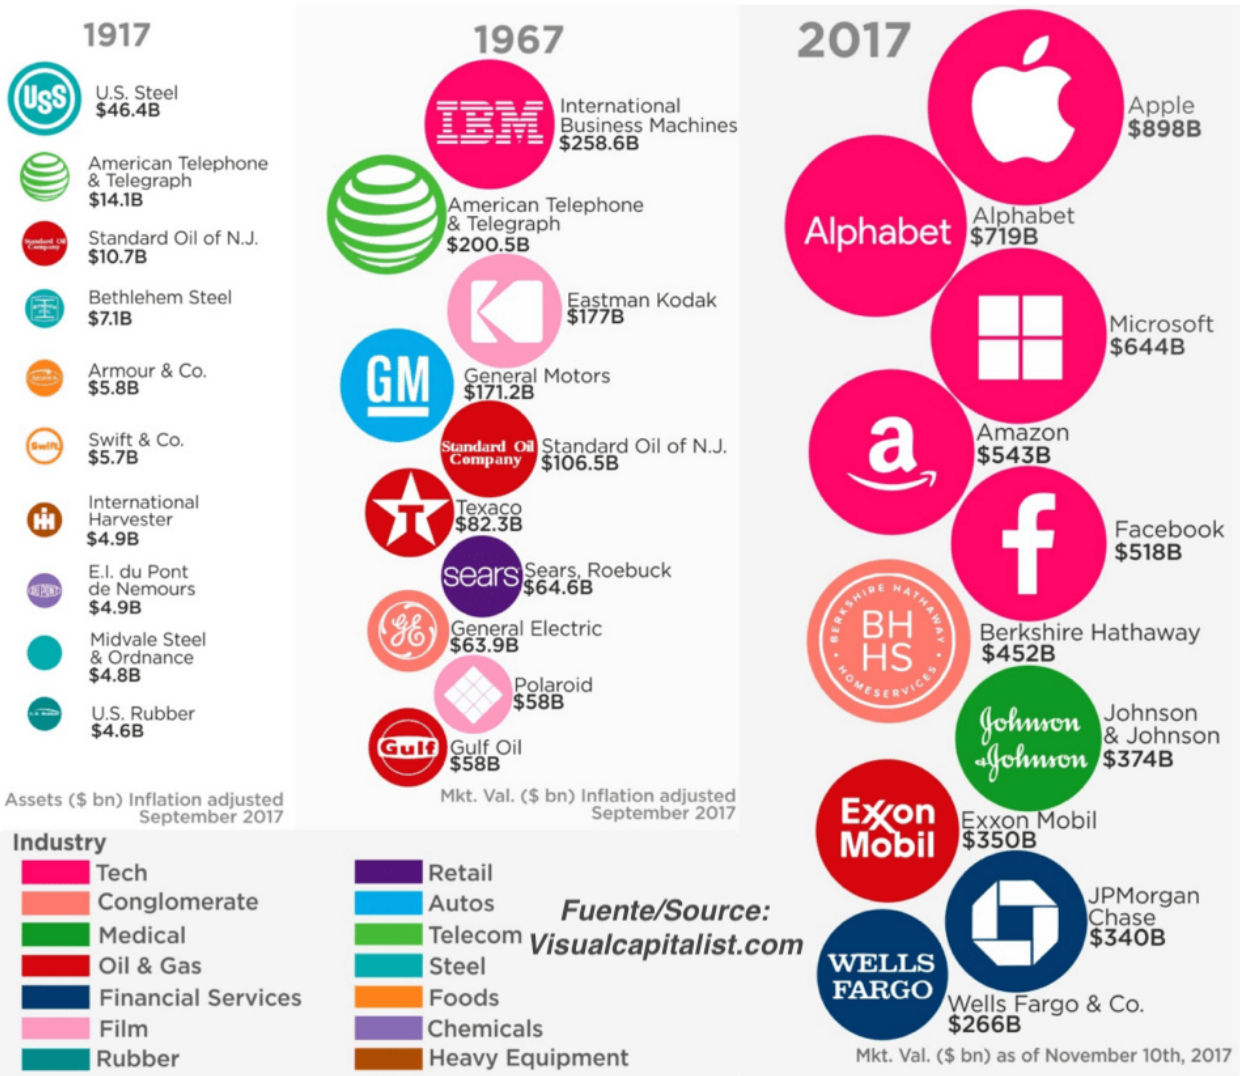 1917
USS
U.S. Steel
$46.4B
American Telephone
& Telegraph
$14.1B
Standard Oil
Company
Standard Oil of N.J.
$10.7B
Bethlehem Steel
$7.1B
Armour & Co.
$5.8B
Swift
Swift & Co.
$5.7B
International
Harvester
$4.9B
DU PONT
E.I. du Pont
de Nemours
$4.9B
Midvale Steel
& Ordnance
$4.8B
U.S. Rubber
$4.6B
Assets ($ bn) Inflation adjusted
September 2017
1967
IBM
International
Business Machines
$258.6B
American Telephone
& Telegraph
$200.5B
Eastman Kodak
$177B
GM
General Motors
$171.2B
Standard Oil
Company
Standard Oil of N.J.
$106.5B
T
Texaco
$82.3B
sears
Sears, Roebuck
$64.6B
GE
General Electric
$63.9B
Polaroid
$58B
Gulf
Gulf Oil
$58B
Mkt. Val. ($ bn) Inflation adjusted
September 2017
2017
Apple
$898B
Alphabet
Alphabet
$719B
Microsoft
$644B
a
Amazon
$543B
f
Facebook
$518B
BERKSHIRE HATHAWAY
BH
HS
HOMESERVICES
Berkshire Hathaway
$452B
Johnson
&Johnson
Johnson
& Johnson
$374B
Exxon
Mobil
Exxon Mobil
$350B
JPMorgan
Chase
$340B
WELLS
FARGO
Wells Fargo & Co.
$266B
Mkt. Val. ($ bn) as of November 10th, 2017
Industry
Tech
Conglomerate
Medical
Oil & Gas
Financial Services
Film
Rubber
Retail
Autos
Telecom
Steel
Foods
Chemicals
Heavy Equipment
Fuente/Source:
Visualcapitalist.com